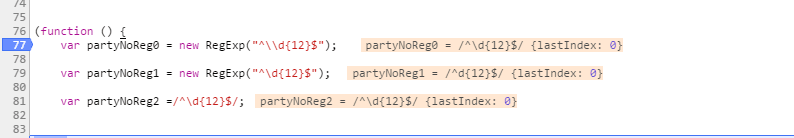 74
75
76 (function () {
77 var partyNoReg0 = new RegExp("^\\d{12}$"); partyNoReg0 = /^\d{12}$/ {lastIndex: 0}
78
79 var partyNoReg1 = new RegExp("^\d{12}$"); partyNoReg1 = /^d{12}$/ {lastIndex: 0}
80
81 var partyNoReg2 =/^\d{12}$/; partyNoReg2 = /^\d{12}$/ {lastIndex: 0}
82
83